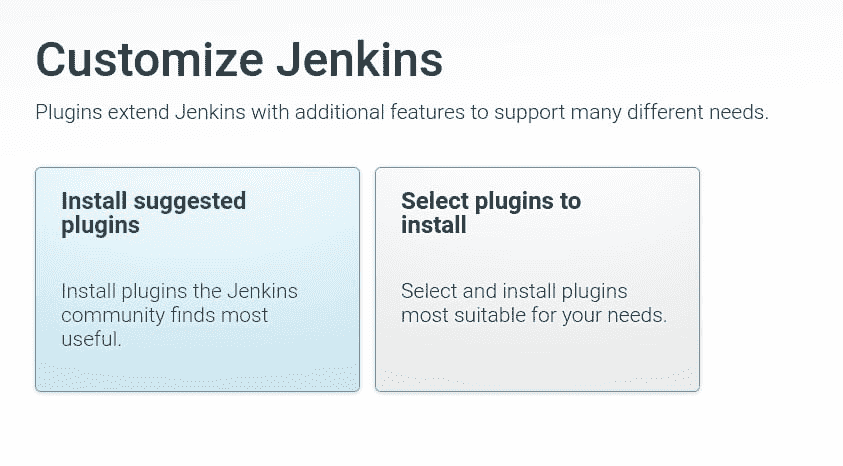 Customize Jenkins
Plugins extend Jenkins with additional features to support many different needs.
Install suggested
plugins
Install plugins the Jenkins
community finds most
useful.
Select plugins to
install
Select and install plugins
most suitable for your needs.